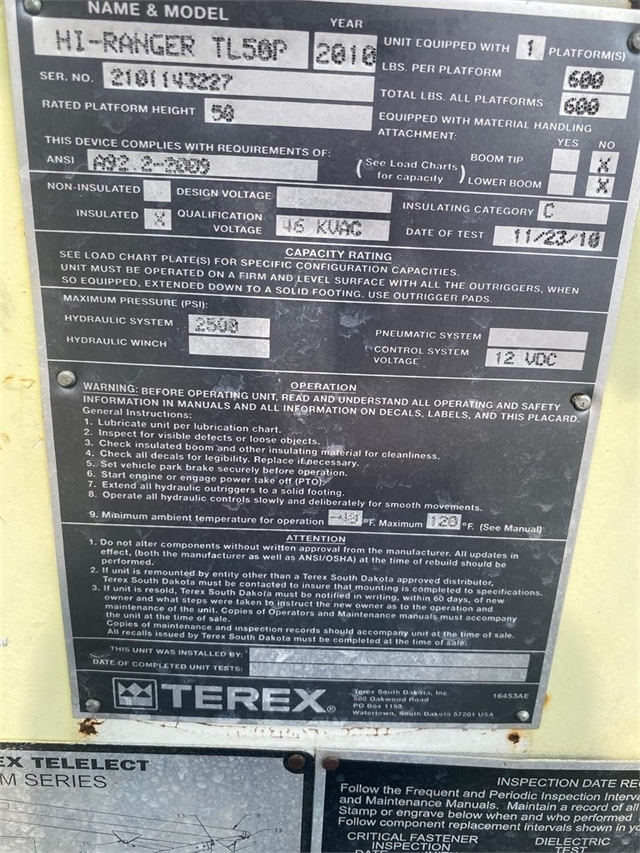 NAME & MODEL
YEAR
HI-RANGER TL50P 2010
UNIT EQUIPPED WITH 1 PLATFORM(S)
LBS. PER PLATFORM 600
TOTAL LBS. ALL PLATFORMS 600
SER. NO. 2101143227
RATED PLATFORM HEIGHT 50
EQUIPPED WITH MATERIAL HANDLING
ATTACHMENT:
YES NO
THIS DEVICE COMPLIES WITH REQUIREMENTS OF:
ANSI A92.2-2009
(See Load Charts
for capacity)
BOOM TIP X
LOWER BOOM X
NON-INSULATED DESIGN VOLTAGE
INSULATED X QUALIFICATION
VOLTAGE 46 KVAC
INSULATING CATEGORY C
DATE OF TEST 11/23/10
CAPACITY RATING
SEE LOAD CHART PLATE(S) FOR SPECIFIC CONFIGURATION CAPACITIES.
UNIT MUST BE OPERATED ON A FIRM AND LEVEL SURFACE WITH ALL THE OUTRIGGERS, WHEN
SO EQUIPPED, EXTENDED DOWN TO A SOLID FOOTING. USE OUTRIGGER PADS.
MAXIMUM PRESSURE (PSI):
HYDRAULIC SYSTEM 2500
HYDRAULIC WINCH
PNEUMATIC SYSTEM
CONTROL SYSTEM
VOLTAGE 12 VDC
OPERATION
WARNING: BEFORE OPERATING UNIT, READ AND UNDERSTAND ALL OPERATING AND SAFETY
INFORMATION IN MANUALS AND ALL INFORMATION ON DECALS, LABELS, AND THIS PLACARD.
General Instructions:
1. Lubricate unit per lubrication chart.
2. Inspect for visible defects or loose objects.
3. Check insulated boom and other insulating material for cleanliness.
4. Check all decals for legibility. Replace if necessary.
5. Set vehicle park brake securely before operation.
6. Start engine or engage power take off (PTO).
7. Extend all hydraulic outriggers to a solid footing.
8. Operate all hydraulic controls slowly and deliberately for smooth movements.
9. Minimum ambient temperature for operation °F. Maximum 120 °F. (See Manual)
ATTENTION
1. Do not alter components without written approval from the manufacturer. All updates in
effect, (both the manufacturer as well as ANSI/OSHA) at the time of rebuild should be
performed.
2. If unit is remounted by entity other than a Terex South Dakota approved distributor,
Terex South Dakota must be contacted to insure that mounting is completed to specifications.
3. If unit is resold, Terex South Dakota must be notified in writing, within 60 days, of new
owner and what steps were taken to instruct the new owner as to the operation and
maintenance of the unit. Copies of Operators and Maintenance manuals must accompany
the unit at the time of sale.
Copies of maintenance and inspection records should accompany unit at the time of sale.
All recalls issued by Terex South Dakota must be completed at the time of sale.
THIS UNIT WAS INSTALLED BY:
DATE OF COMPLETED UNIT TESTS:
TEREX®
Terex South Dakota, Inc.
500 Oakwood Road
PO Box 1150
Watertown, South Dakota 57201 USA
16453AE
EX TELELECT
M SERIES
13
INSPECTION DATE REC
Follow the Frequent and Periodic Inspection Interva
and Maintenance Manuals. Maintain a record of all
Stamp or engrave below when and who performed
Follow component replacement intervals shown in yo
CRITICAL FASTENER
INSPECTION
DIELECTRIC
TEST